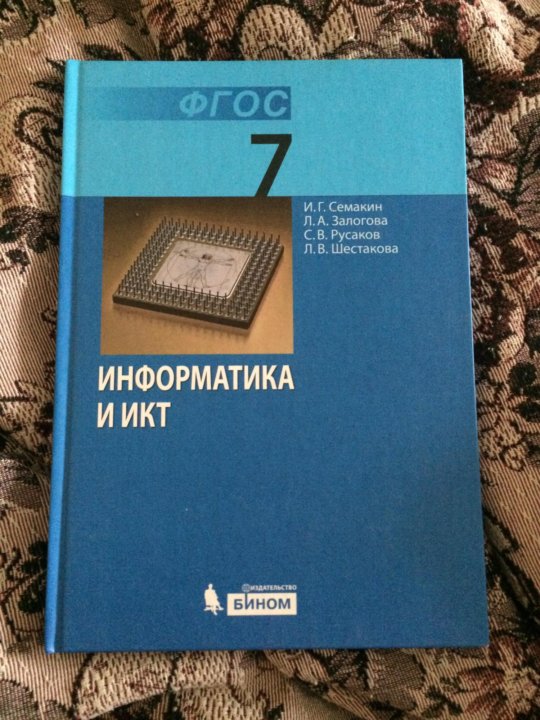 ФГОС
7
И.Г. Семакин
Л.А. Залогова
С.В. Русаков
Л.В. Шестакова
ИНФОРМАТИКА
И ИКТ
ИЗДАТЕЛЬСТВО
БИНОМ